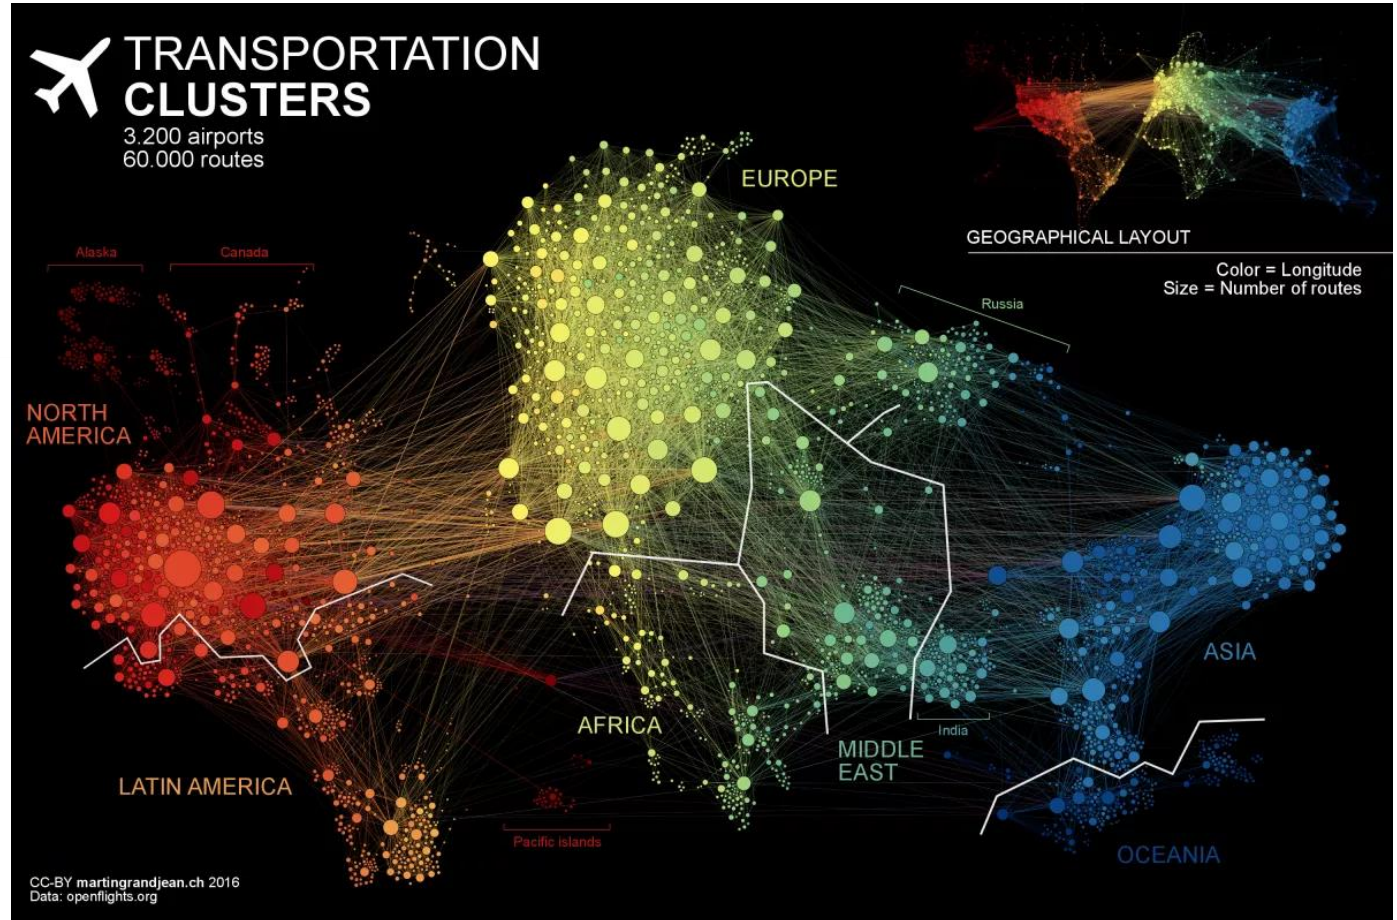 TRANSPORTATION
CLUSTERS
3.200 airports
60.000 routes
EUROPE
GEOGRAPHICAL LAYOUT
Color = Longitude
Size = Number of routes
Alaska
Canada
Russia
NORTH
AMERICA
ASIA
AFRICA
India
MIDDLE
EAST
LATIN AMERICA
Pacific islands
OCEANIA
CC-BY martingrandjean.ch 2016
Data: openflights.org